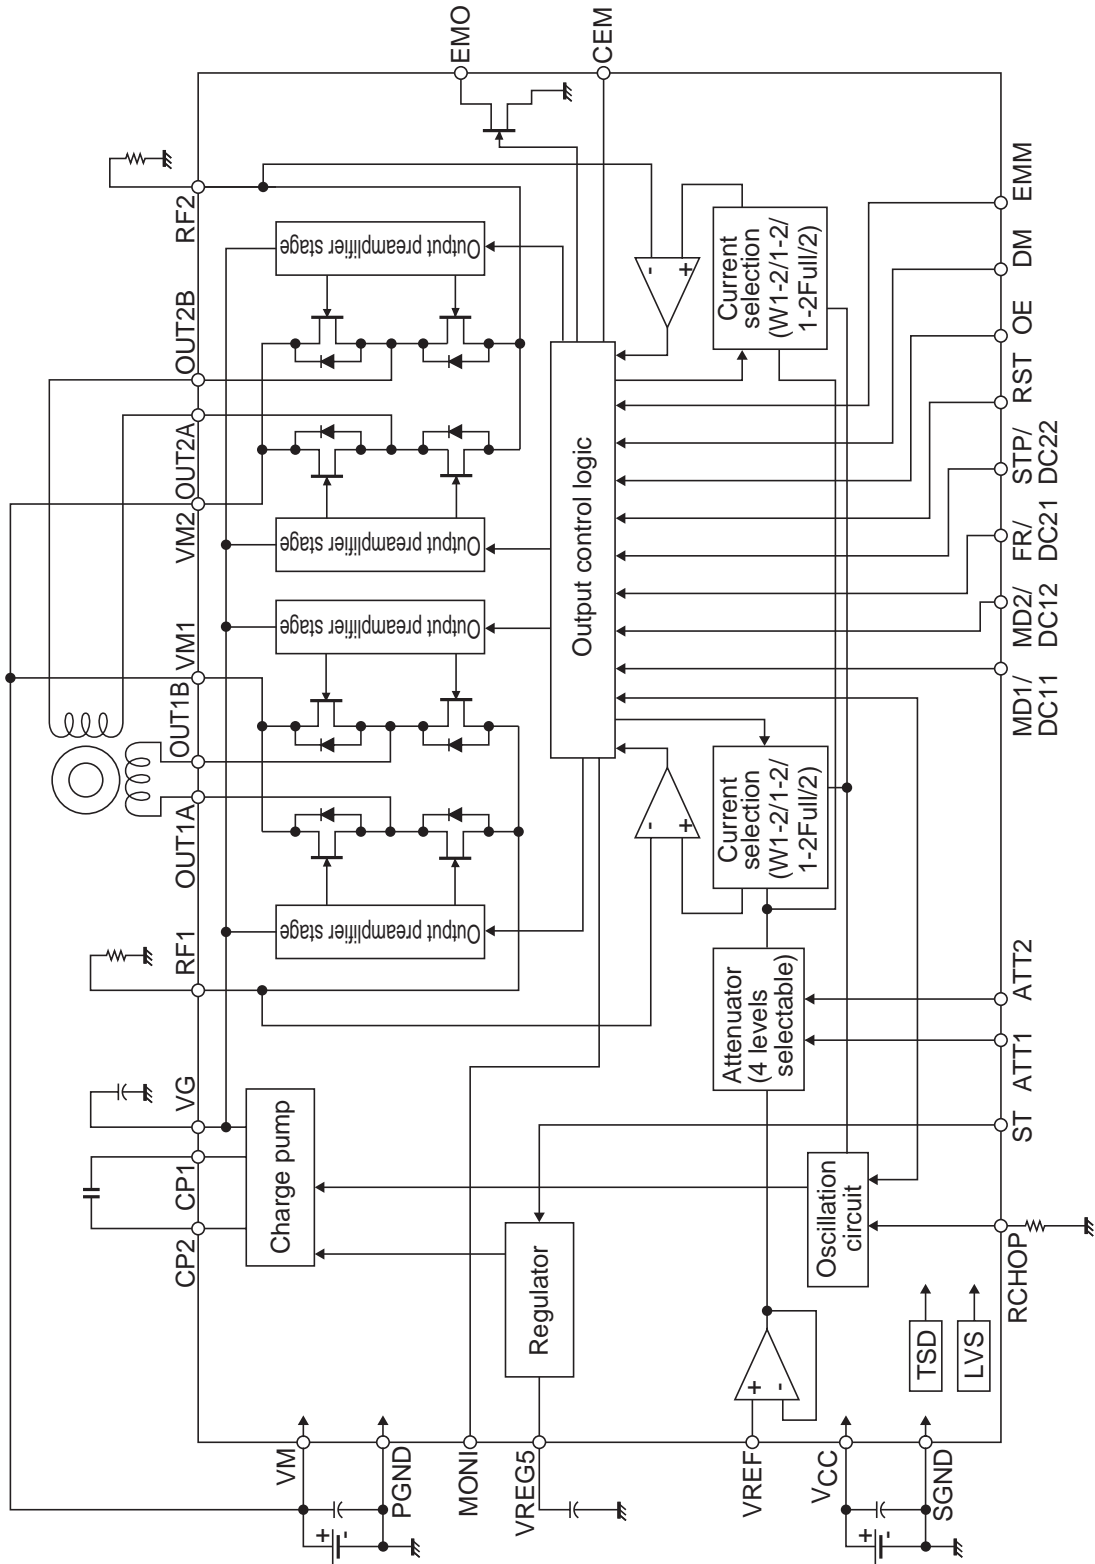 EMO
CEM
RF2
OUT2B
OUT2A
VM2
VM1
OUT1B
OUT1A
RF1
VG
CP1
CP2
Output preamplifier stage
Output preamplifier stage
Output preamplifier stage
Output preamplifier stage
Output control logic
-
+
Current
selection
(W1-2/1-2/
1-2Full/2)
-
+
Current
selection
(W1-2/1-2/
1-2Full/2)
Attenuator
(4 levels
selectable)
Charge pump
Regulator
Oscillation
circuit
+
-
TSD
LVS
EMM
DM
OE
RST
STP/
DC22
FR/
DC21
MD2/
DC12
MD1/
DC11
ATT2
ATT1
ST
RCHOP
VM
PGND
MONI
VREG5
VREF
VCC
SGND
+
-
+
-